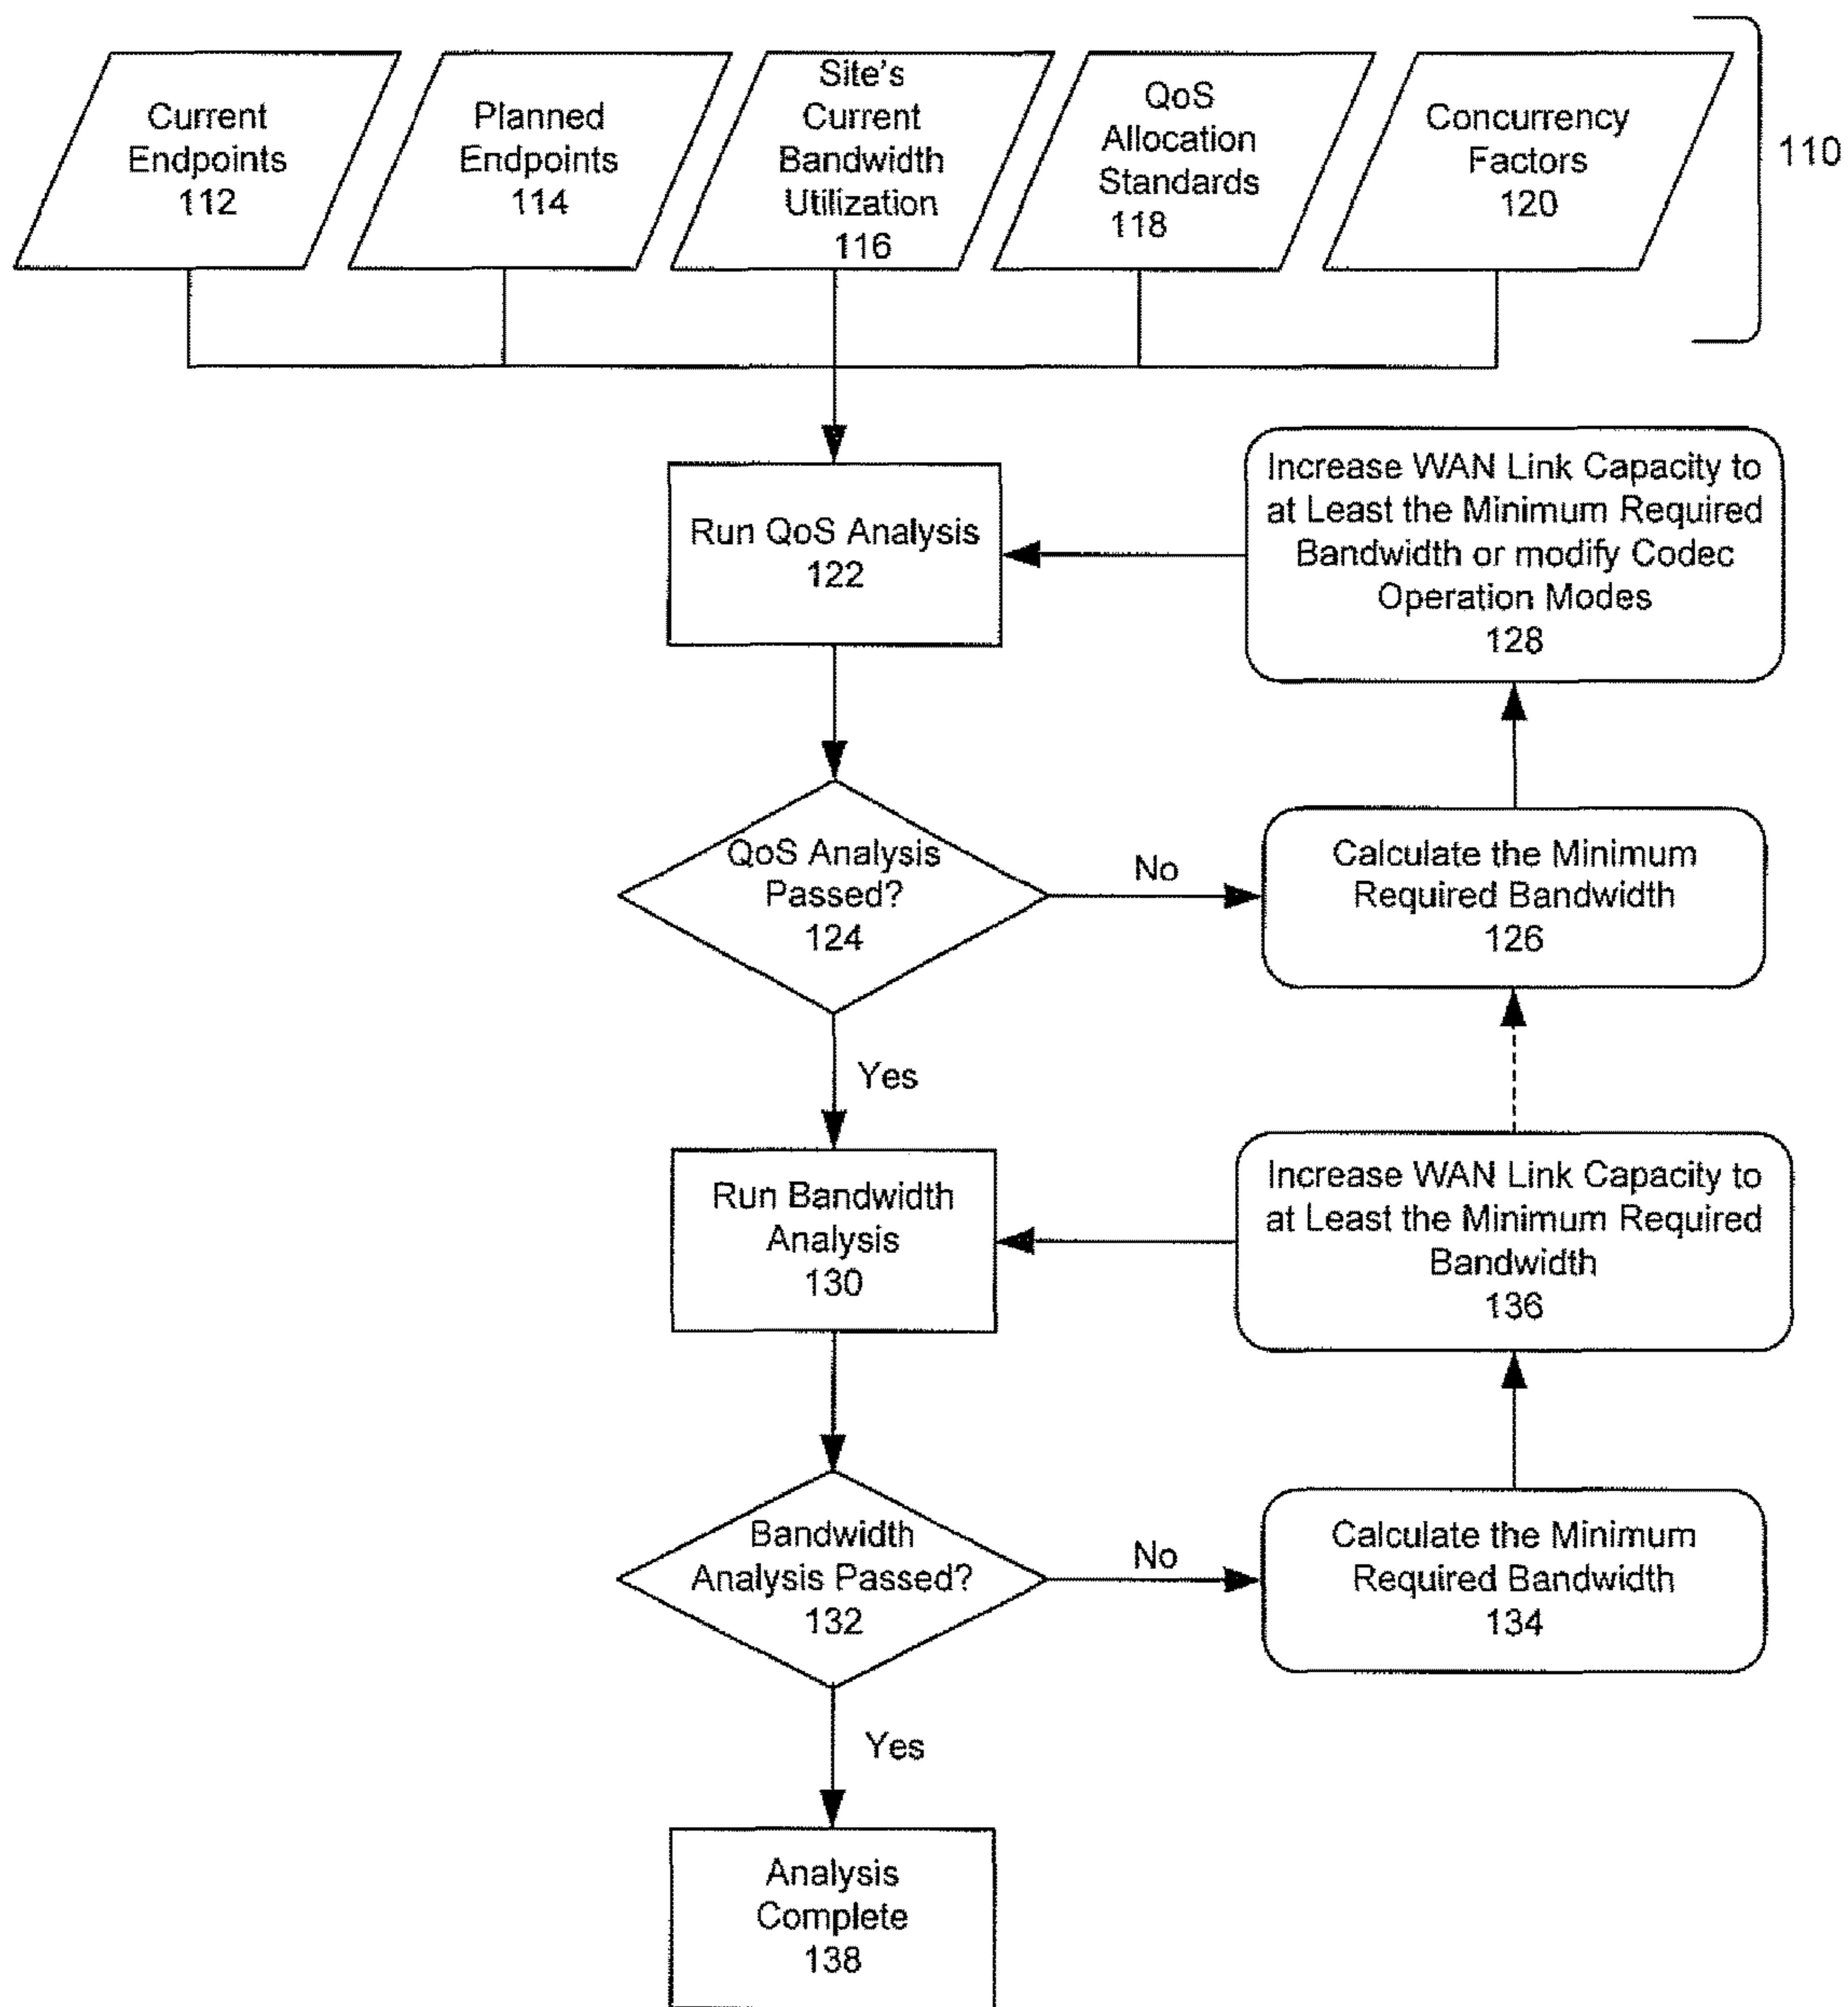 Current
Endpoints
112
Planned
Endpoints
114
Site's
Current
Bandwidth
Utilization
116
QoS
Allocation
Standards
118
Concurrency
Factors
120
110
Run QoS Analysis
122
Increase WAN Link Capacity to
at Least the Minimum Required
Bandwidth or modify Codec
Operation Modes
128
QoS Analysis
Passed?
124
No
Calculate the Minimum
Required Bandwidth
126
Yes
Run Bandwidth
Analysis
130
Increase WAN Link Capacity to
at Least the Minimum Required
Bandwidth
136
Bandwidth
Analysis Passed?
132
No
Calculate the Minimum
Required Bandwidth
134
Yes
Analysis
Complete
138